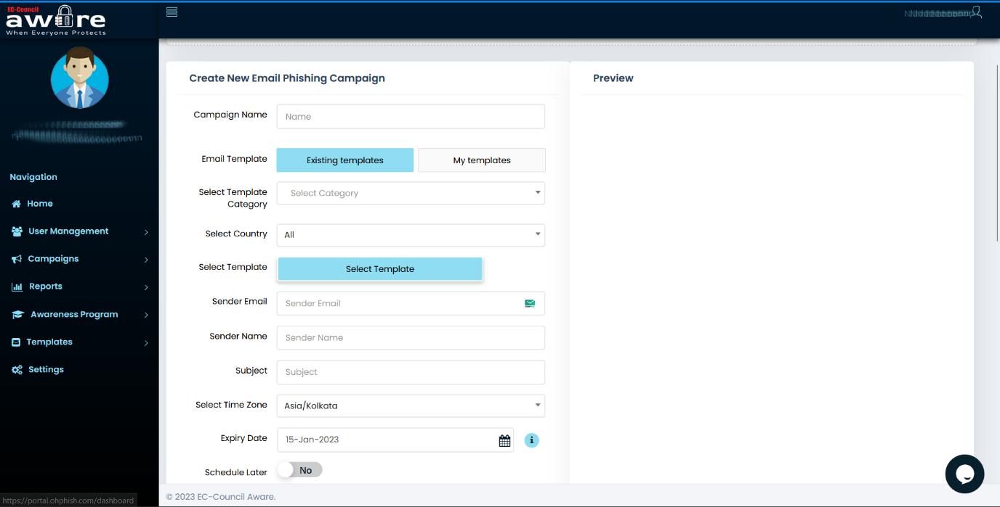 EC-Council
aware
When Everyone Protects
Navigation
Home
User Management
Campaigns
Reports
Awareness Program
Templates
Settings
https://portal.ohphish.com/dashboard
Create New Email Phishing Campaign
Campaign Name
Name
Email Template
Existing templates
My templates
Select Template
Category
Select Category
Select Country
All
Select Template
Select Template
Sender Email
Sender Email
Sender Name
Sender Name
Subject
Subject
Select Time Zone
Asia/Kolkata
Expiry Date
15-Jan-2023
i
Schedule Later
No
Preview
© 2023 EC-Council Aware.